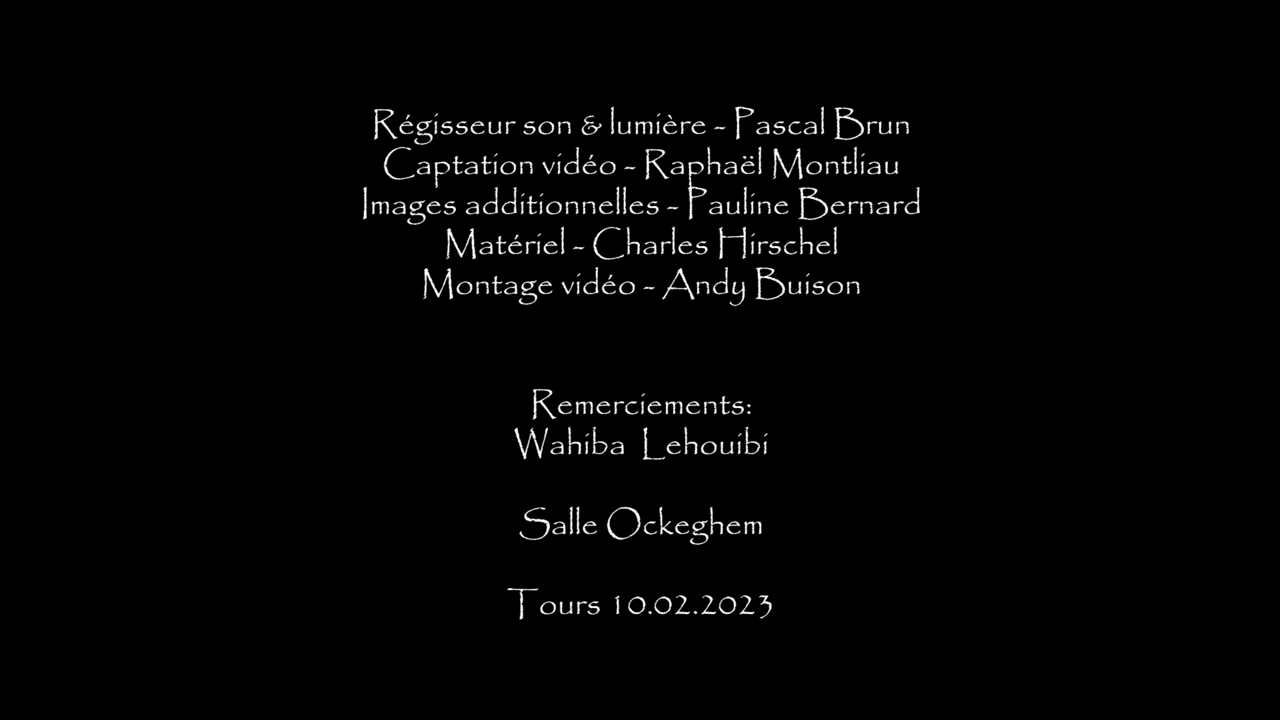 Régisseur son & lumière - Pascal Brun
Captation vidéo - Raphaël Montliau
Images additionnelles - Pauline Bernard
Matériel - Charles Hirschel
Montage vidéo - Andy Buison
Remerciements:
Wahiba Lehouibi
Salle Ockeghem
Tours 10.02.2023